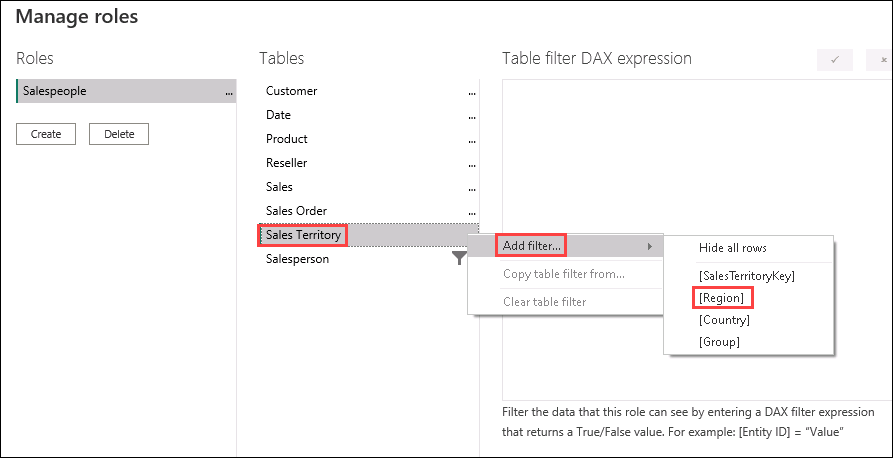 Manage roles
Roles
Salespeople
...
Create
Delete
Tables
Customer ...
Date ...
Product ...
Reseller ...
Sales ...
Sales Order ...
Sales Territory
Salesperson
Add filter...
Copy table filter from...
Clear table filter
Hide all rows
[SalesTerritoryKey]
[Region]
[Country]
[Group]
Table filter DAX expression
Filter the data that this role can see by entering a DAX filter expression
that returns a True/False value. For example: [Entity ID] = “Value”